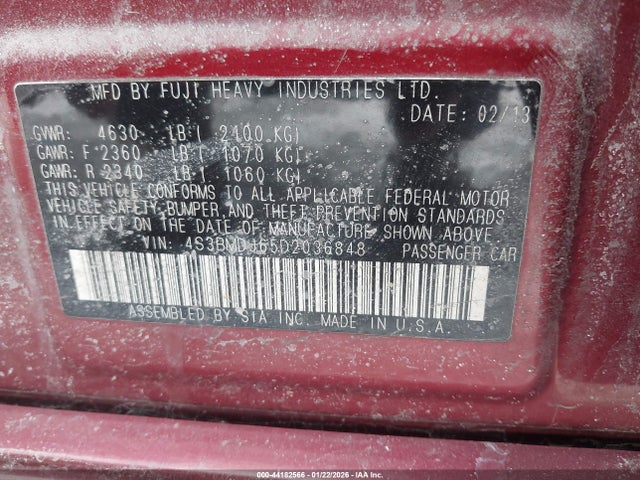 MFD BY FUJI HEAVY INDUSTRIES LTD.
DATE: 02/13
GVWR: 4630 LB ( 2100 KG)
GAWR: F 2360 LB ( 1070 KG)
GAWR: R 2340 LB ( 1060 KG)
THIS VEHICLE CONFORMS TO ALL APPLICABLE FEDERAL MOTOR
VEHICLE SAFETY, BUMPER, AND THEFT PREVENTION STANDARDS
IN EFFECT ON THE DATE OF MANUFACTURE SHOWN ABOVE
VIN: PASSENGER CAR
ASSEMBLED BY SIA INC. MADE IN U.S.A.
000-44182566 - 01/22/2026 - IAA Inc.